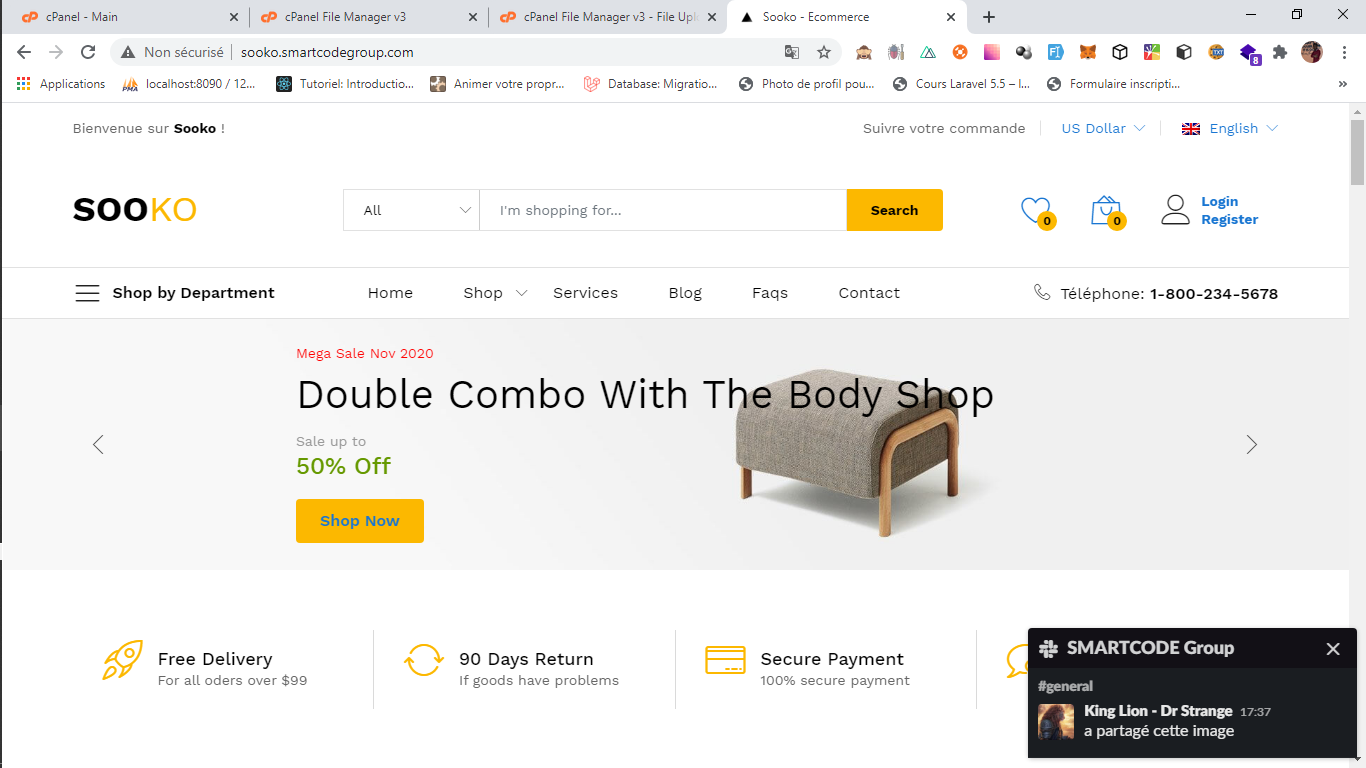 cPanel - Main
cPanel File Manager v3
cPanel File Manager v3 - File Upl
Sooko - Ecommerce
Non sécurisé
sooko.smartcodegroup.com
8
Applications
localhost:8090 / 12...
Tutoriel: Introductio...
Animer votre propr...
Database: Migratio...
Photo de profil pou...
Cours Laravel 5.5 – l...
Formulaire inscripti...
»
Bienvenue sur Sooko !
Suivre votre commande
US Dollar
English
SOOKO
All
I'm shopping for...
Search
0
0
Login
Register
Shop by Department
Home
Shop
Services
Blog
Faqs
Contact
Téléphone: 1-800-234-5678
Mega Sale Nov 2020
Double Combo With The Body Shop
Sale up to
50% Off
Shop Now
Free Delivery
For all oders over $99
90 Days Return
If goods have problems
Secure Payment
100% secure payment
SMARTCODE Group
#general
King Lion - Dr Strange 17:37
a partagé cette image